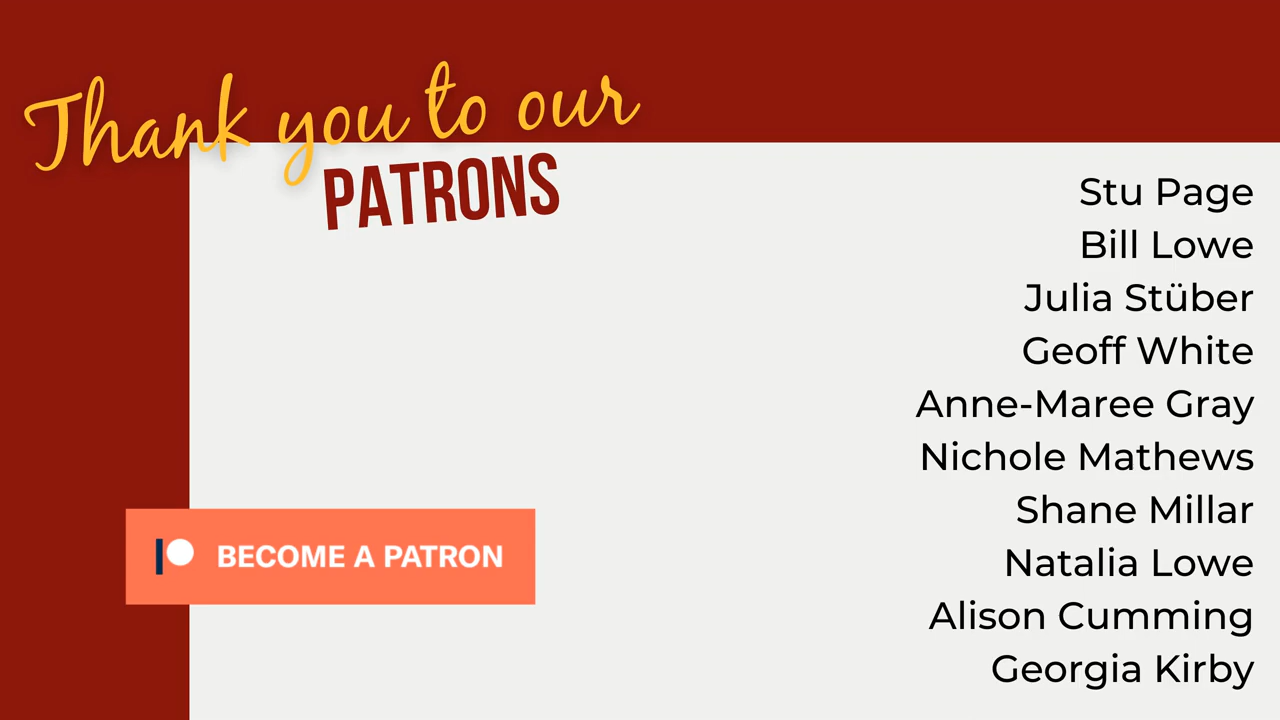 Thank you to our
PATRONS
Stu Page
Bill Lowe
Julia Stüber
Geoff White
Anne-Maree Gray
Nichole Mathews
Shane Millar
Natalia Lowe
Alison Cumming
Georgia Kirby
BECOME A PATRON